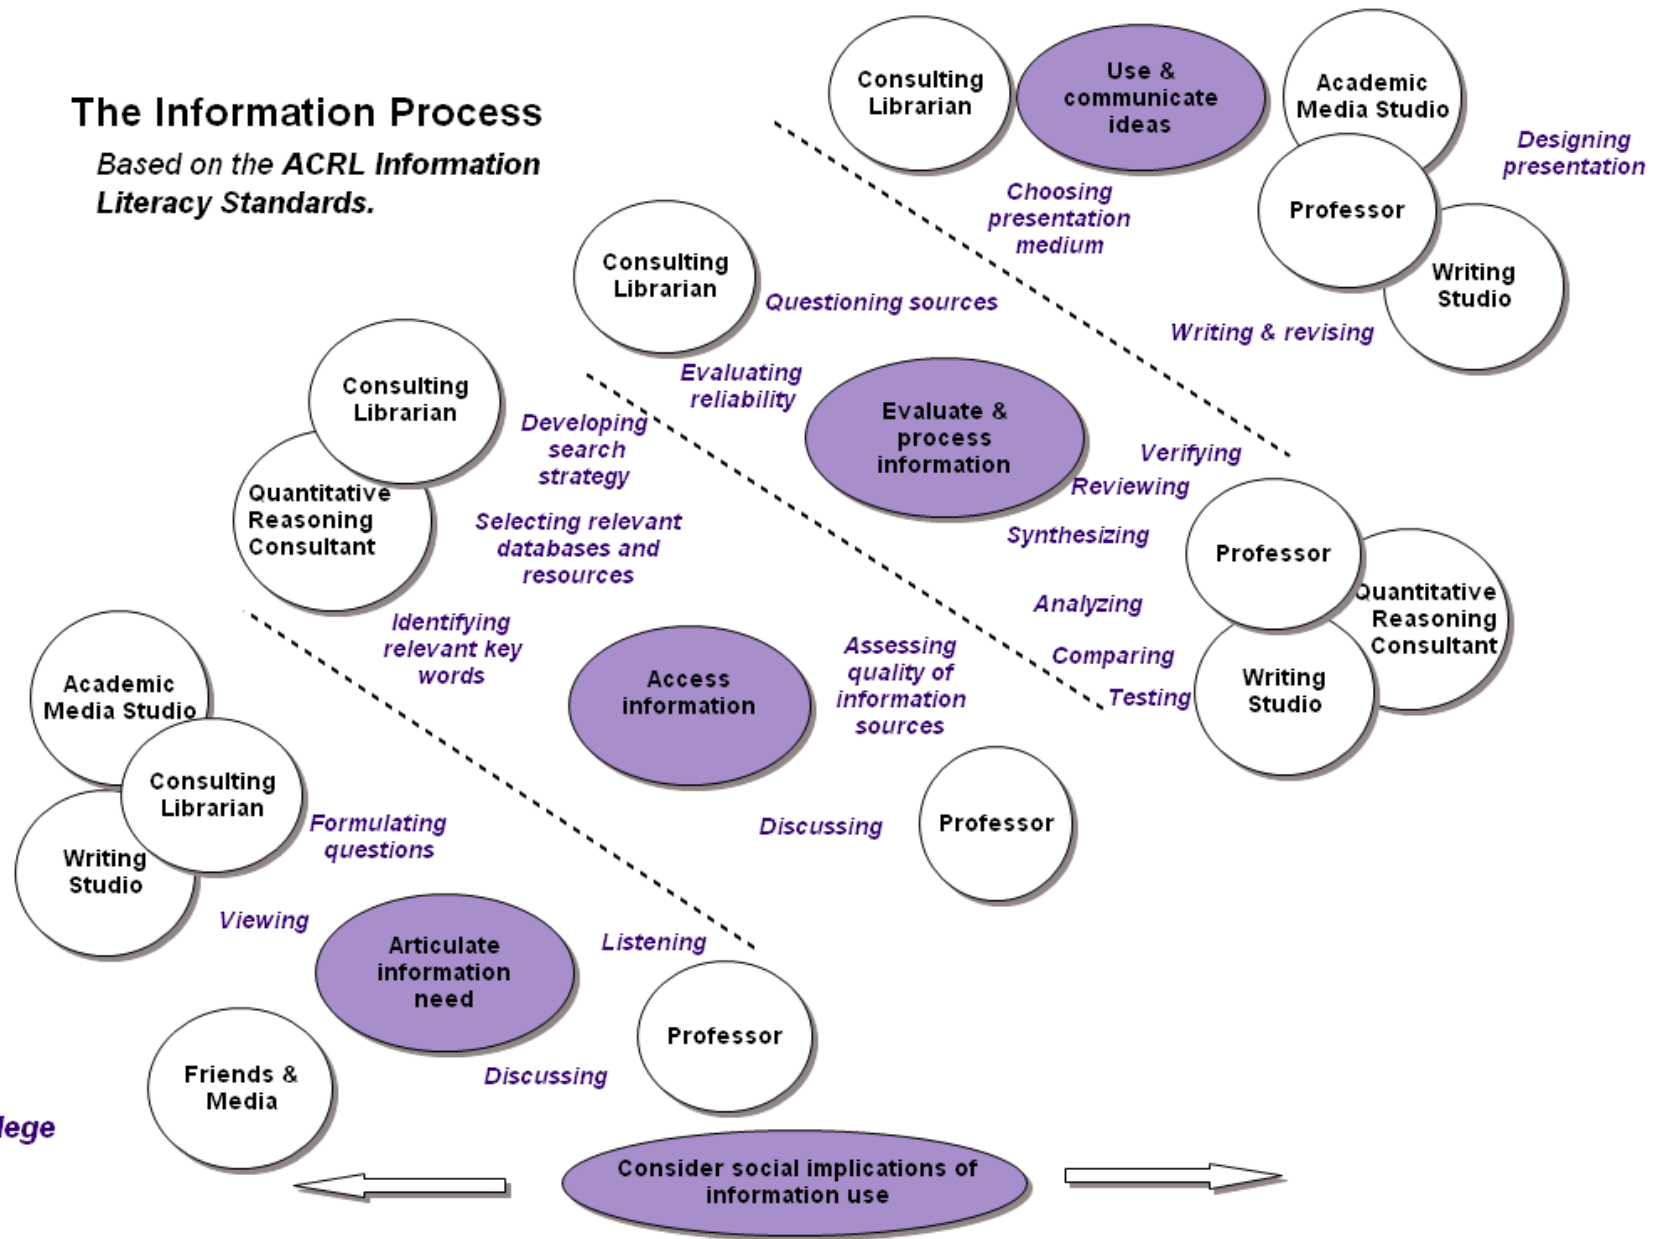 The Information Process
Based on the ACRL Information
Literacy Standards.
Consulting
Librarian
Use &
communicate
ideas
Academic
Media Studio
Designing
presentation
Choosing
presentation
medium
Professor
Writing
Studio
Writing & revising
Consulting
Librarian
Questioning sources
Evaluating
reliability
Evaluate &
process
information
Verifying
Reviewing
Synthesizing
Analyzing
Comparing
Testing
Professor
Quantitative
Reasoning
Consultant
Writing
Studio
Consulting
Librarian
Quantitative
Reasoning
Consultant
Developing
search
strategy
Selecting relevant
databases and
resources
Identifying
relevant key
words
Access
information
Assessing
quality of
information
sources
Discussing
Professor
Academic
Media Studio
Consulting
Librarian
Writing
Studio
Formulating
questions
Viewing
Articulate
information
need
Listening
Professor
Discussing
Friends &
Media
lege
Consider social implications of
information use